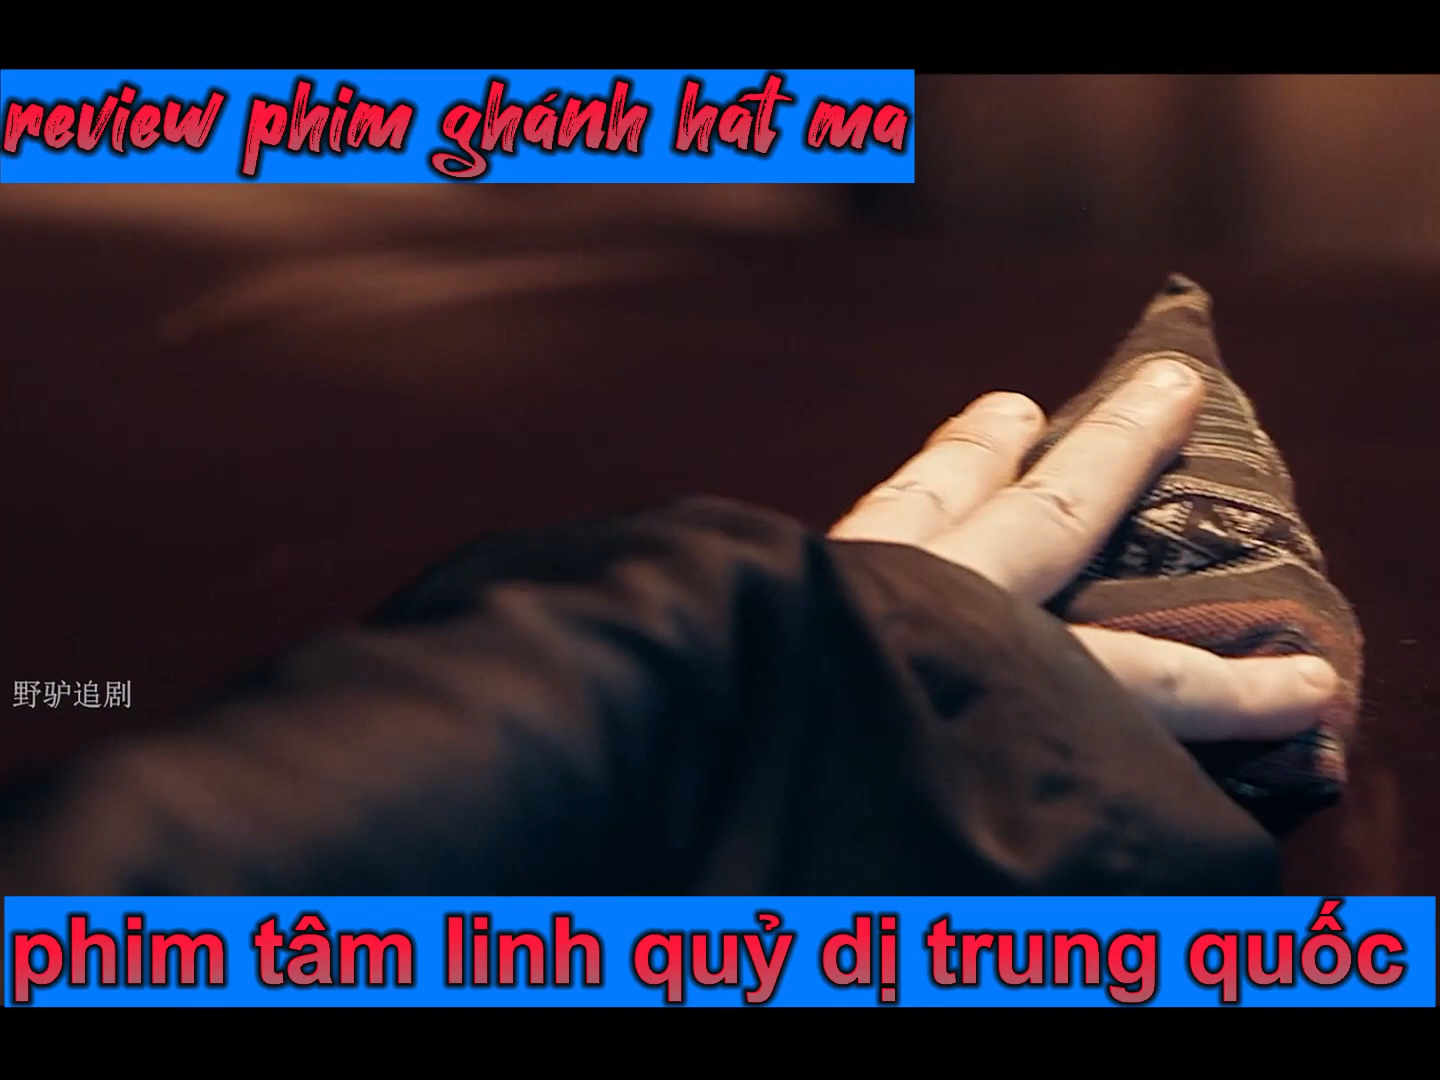 review phim ghánh hát ma
野驴追剧
phim tâm linh quỷ dị trung quốc